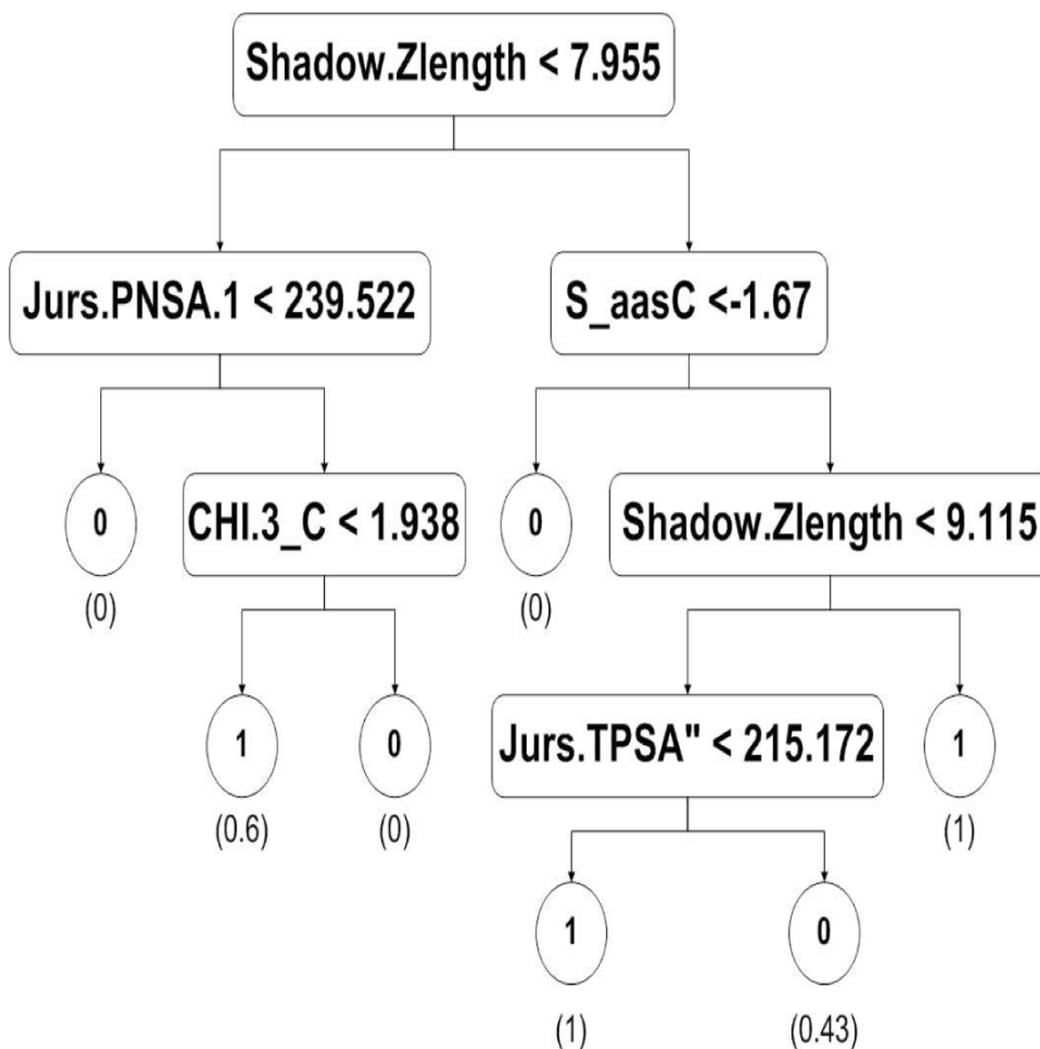 Shadow.Zlength < 7.955
Jurs.PNSA.1 < 239.522
S_aasC <-1.67
0
(0)
CHI.3_C < 1.938
0
(0)
Shadow.Zlength < 9.115
1
(0.6)
0
(0)
Jurs.TPSA" < 215.172
1
(1)
1
(1)
0
(0.43)